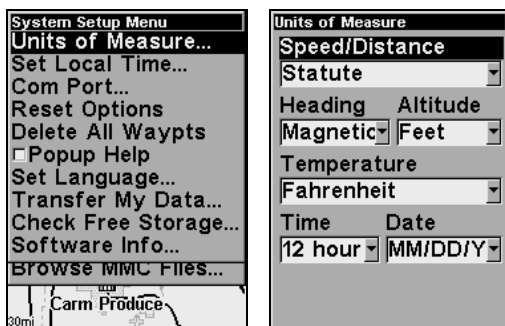 System Setup Menu
Units of Measure...
Set Local Time...
Com Port...
Reset Options
Delete All Waypts
Popup Help
Set Language...
Transfer My Data...
Check Free Storage...
Software Info...
Browse MMC Files...
Carm Produce
30mi
Units of Measure
Speed/Distance
Statute
Heading Altitude
Magnetic Feet
Temperature
Fahrenheit
Time Date
12 hour MM/DD/Y